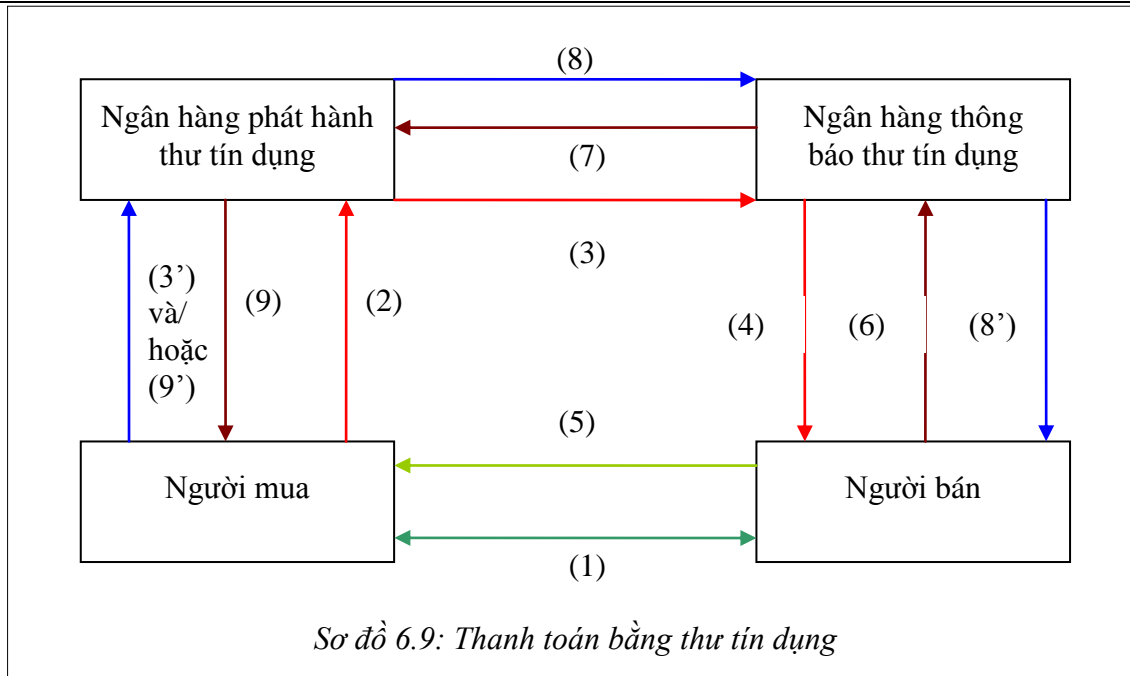 (8)
Ngân hàng phát hành
thư tín dụng
Ngân hàng thông
báo thư tín dụng
(7)
(3)
(3’)
và/
hoặc
(9’)
(9)
(2)
(4)
(6)
(8’)
(5)
Người mua
Người bán
(1)
Sơ đồ 6.9: Thanh toán bằng thư tín dụng